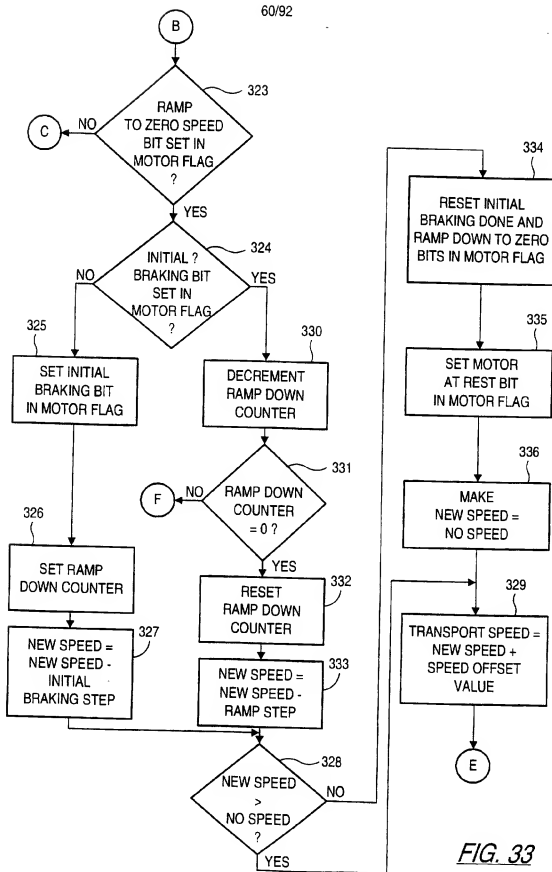 60/92
B
323
RAMP
TO ZERO SPEED
BIT SET IN
MOTOR FLAG
?
NO
C
YES
324
INITIAL ?
BRAKING BIT
SET IN
MOTOR FLAG
?
NO
YES
325
SET INITIAL
BRAKING BIT
IN MOTOR FLAG
330
DECREMENT
RAMP DOWN
COUNTER
331
RAMP DOWN
COUNTER
= 0 ?
NO
F
YES
326
SET RAMP
DOWN COUNTER
332
RESET
RAMP DOWN
COUNTER
327
NEW SPEED =
NEW SPEED -
INITIAL
BRAKING STEP
333
NEW SPEED =
NEW SPEED -
RAMP STEP
328
NEW SPEED
>
NO SPEED
?
NO
YES
334
RESET INITIAL
BRAKING DONE AND
RAMP DOWN TO ZERO
BITS IN MOTOR FLAG
335
SET MOTOR
AT REST BIT
IN MOTOR FLAG
336
MAKE
NEW SPEED =
NO SPEED
329
TRANSPORT SPEED =
NEW SPEED +
SPEED OFFSET
VALUE
E
FIG. 33